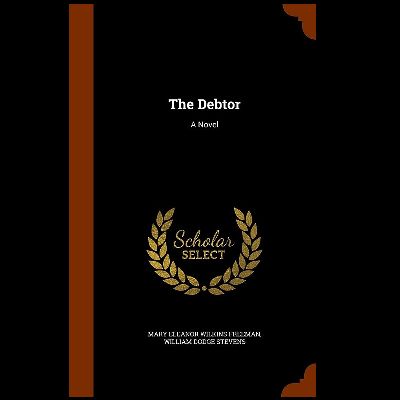 The Debtor
A Novel
Scholar
SELECT
MARY ELEANOR WILKINS FREEMAN,
WILLIAM DODGE STEVENS